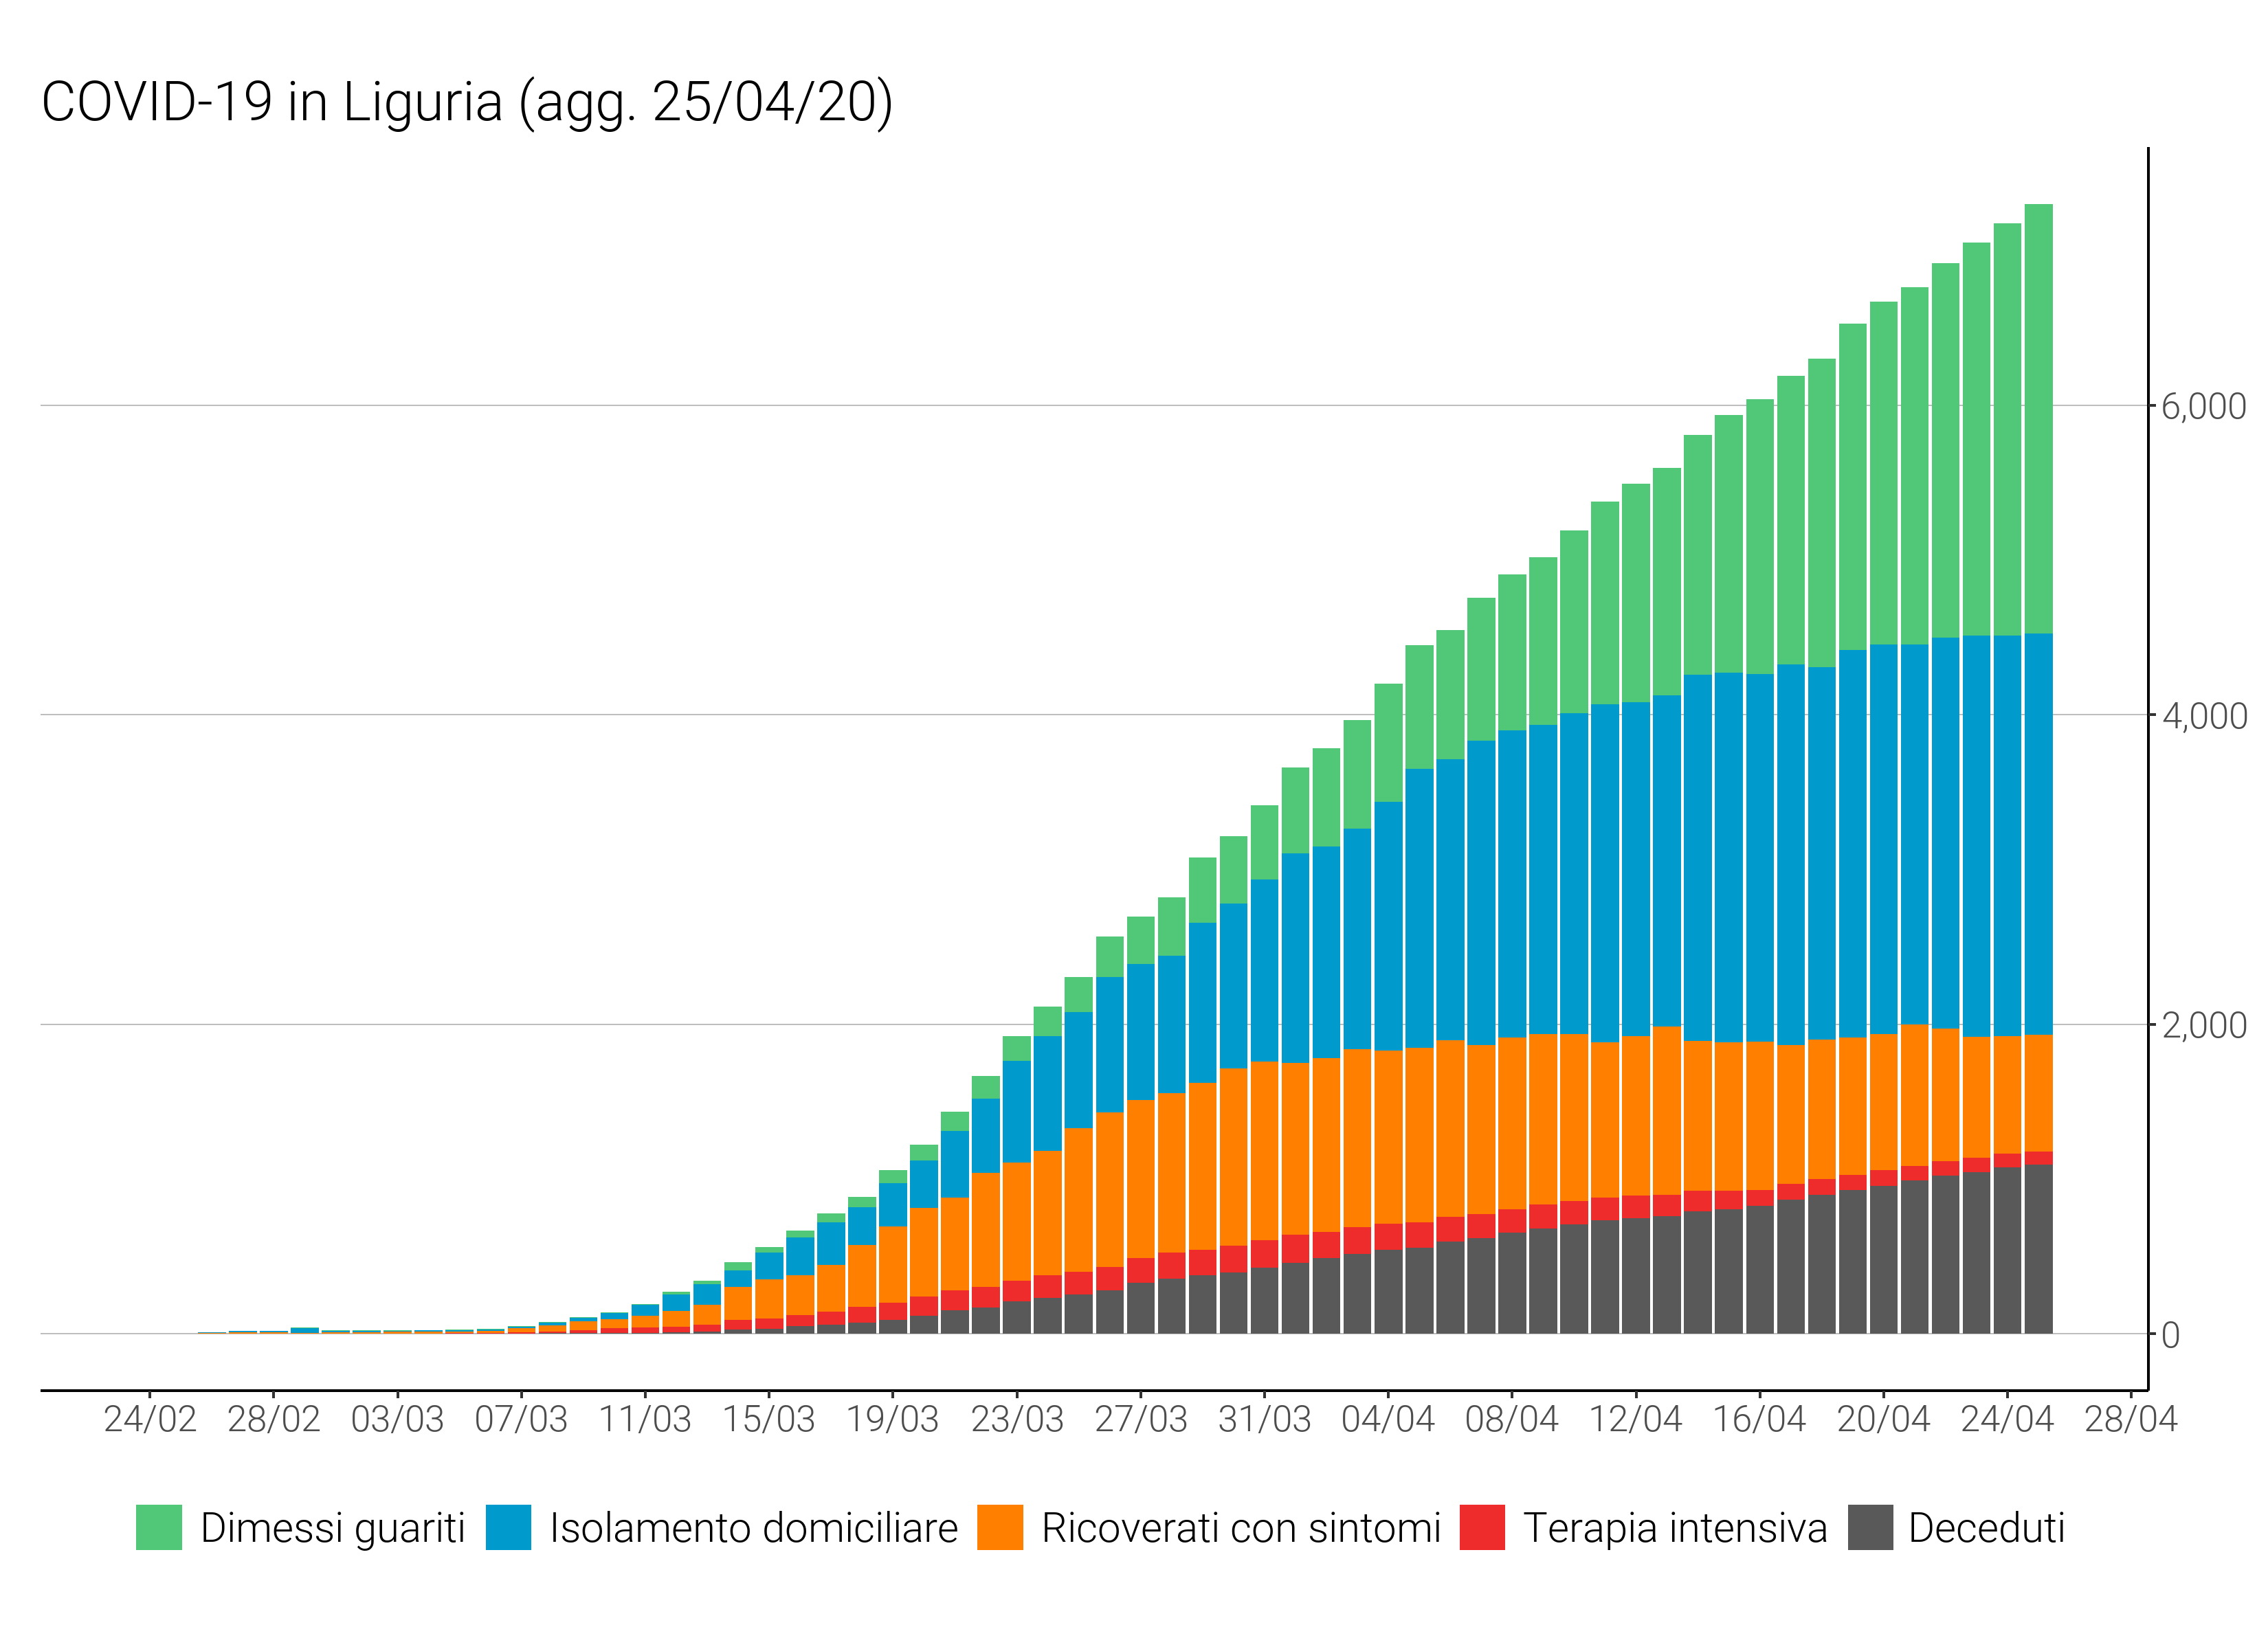 COVID-19 in Liguria (agg. 25/04/20)
6,000
4,000
2,000
0
24/02 28/02 03/03 07/03 11/03 15/03 19/03 23/03 27/03 31/03 04/04 08/04 12/04 16/04 20/04 24/04 28/04
Dimessi guariti Isolamento domiciliare Ricoverati con sintomi Terapia intensiva Deceduti